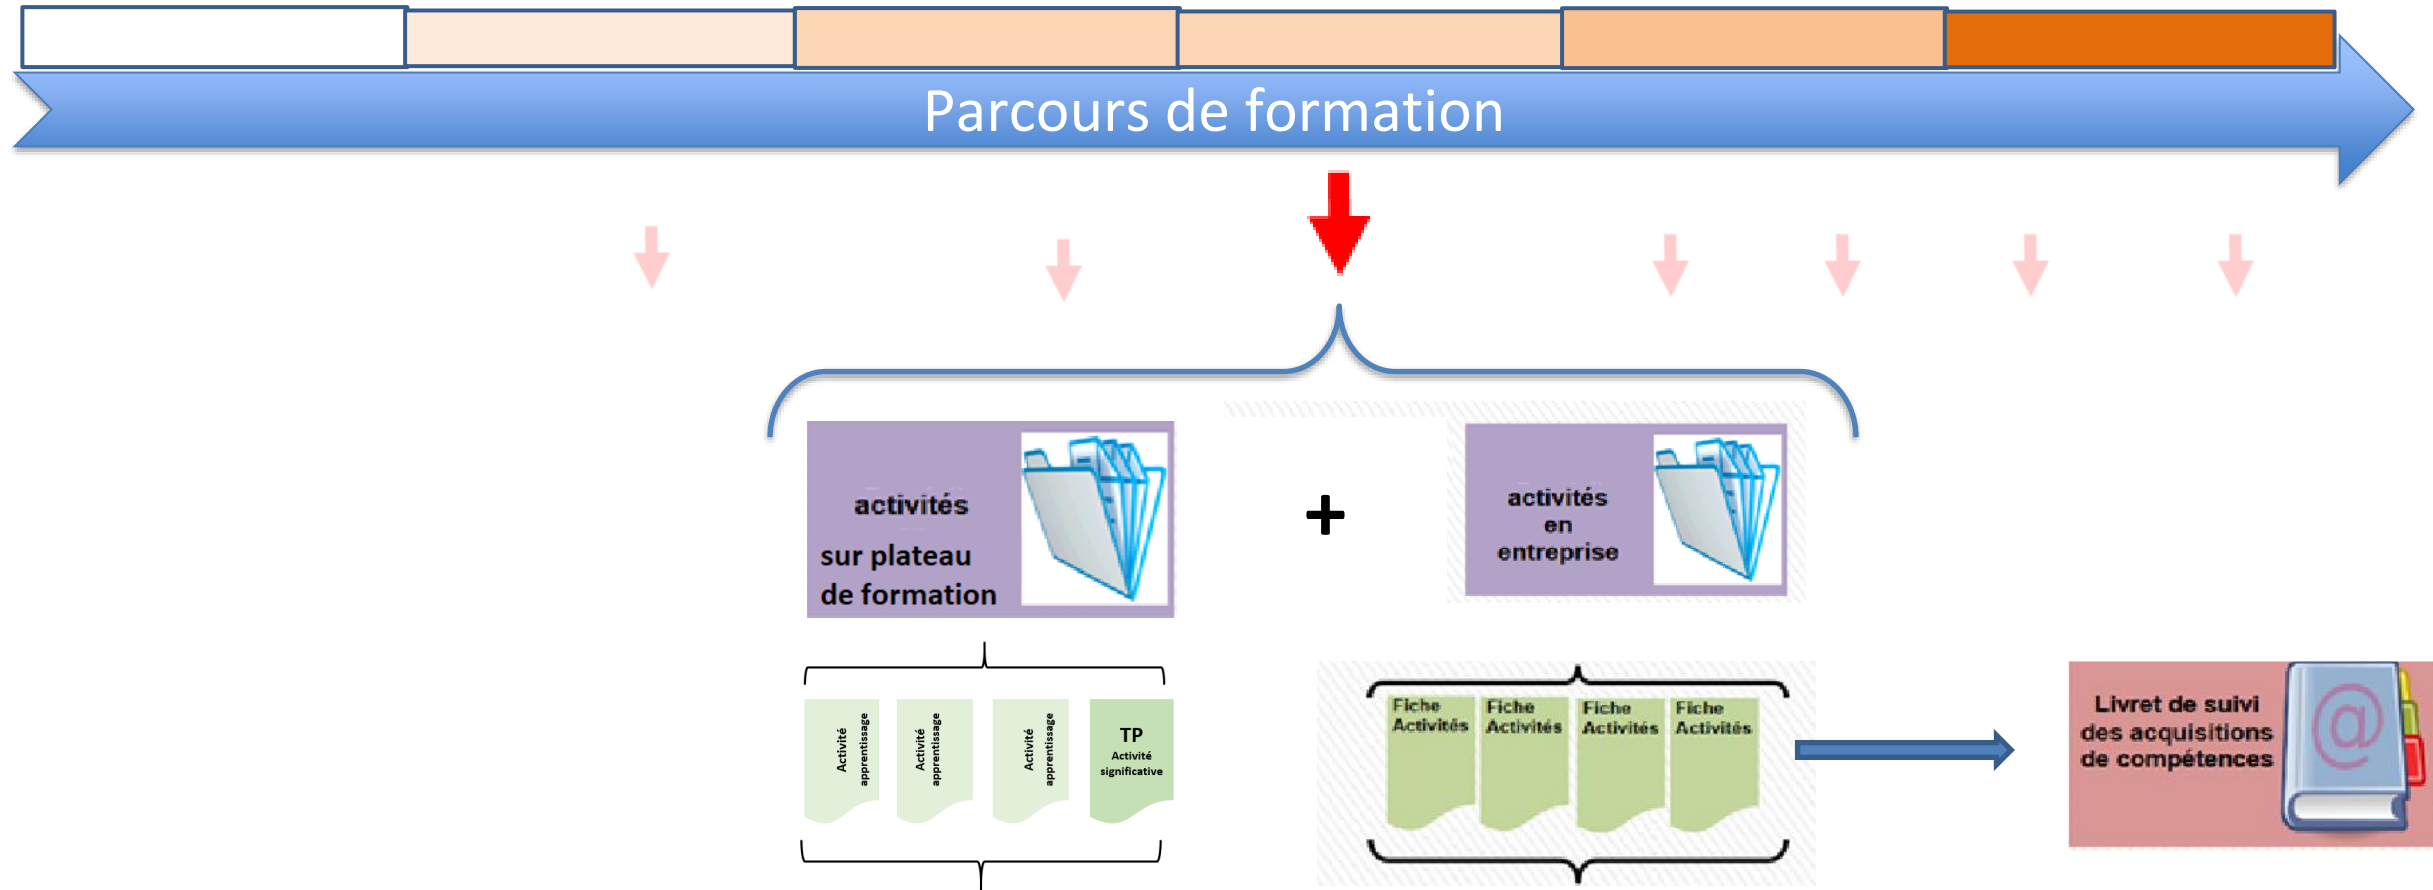 Parcours de formation
activités
sur plateau
de formation
+
activités
en
entreprise
Activité
apprentissage
Activité
apprentissage
Activité
apprentissage
TP
Activité
significative
Fiche
Activités
Fiche
Activités
Fiche
Activités
Fiche
Activités
Livret de suivi
des acquisitions
de compétences
@